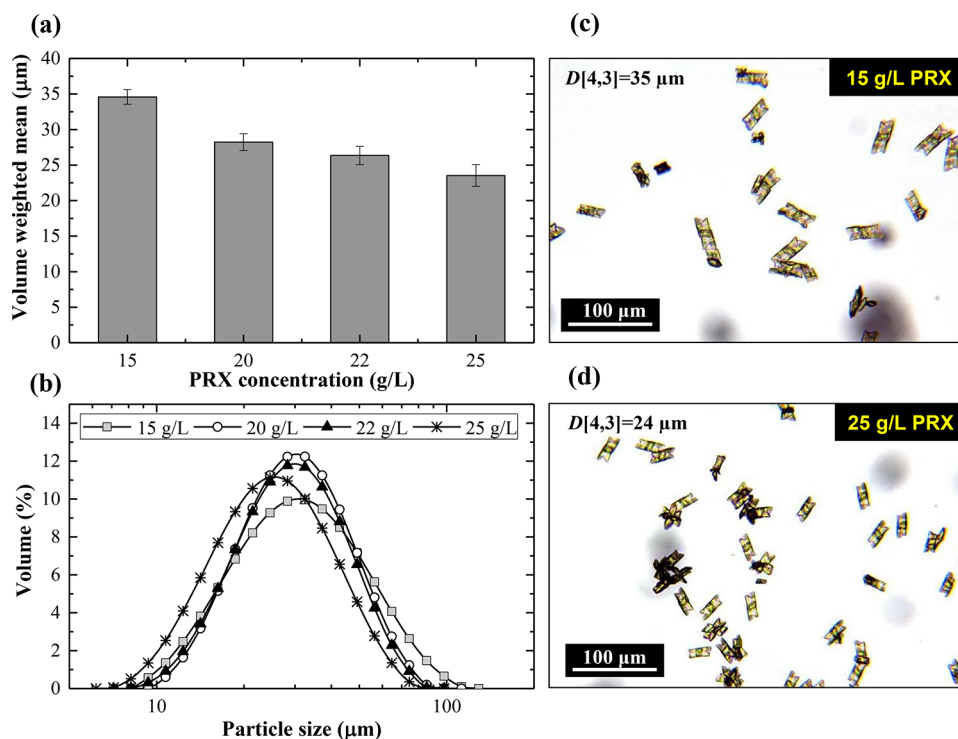 (a)
Volume weighted mean (μm)
40
35
30
25
20
15
10
5
0
15 20 22 25
PRX concentration (g/L)
(b)
15 g/L 20 g/L 22 g/L 25 g/L
Volume (%)
14
12
10
8
6
4
2
0
10 100
Particle size (μm)
(c)
D[4,3]=35 μm
15 g/L PRX
100 μm
(d)
D[4,3]=24 μm
25 g/L PRX
100 μm